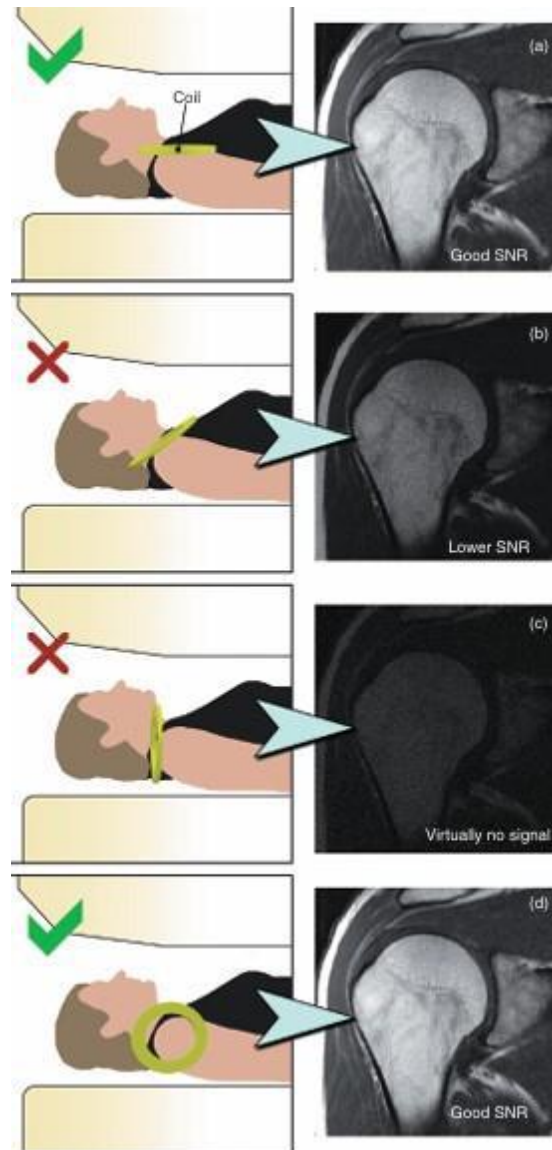 Coil
(a)
Good SNR
(b)
Lower SNR
(c)
Virtually no signal
(d)
Good SNR